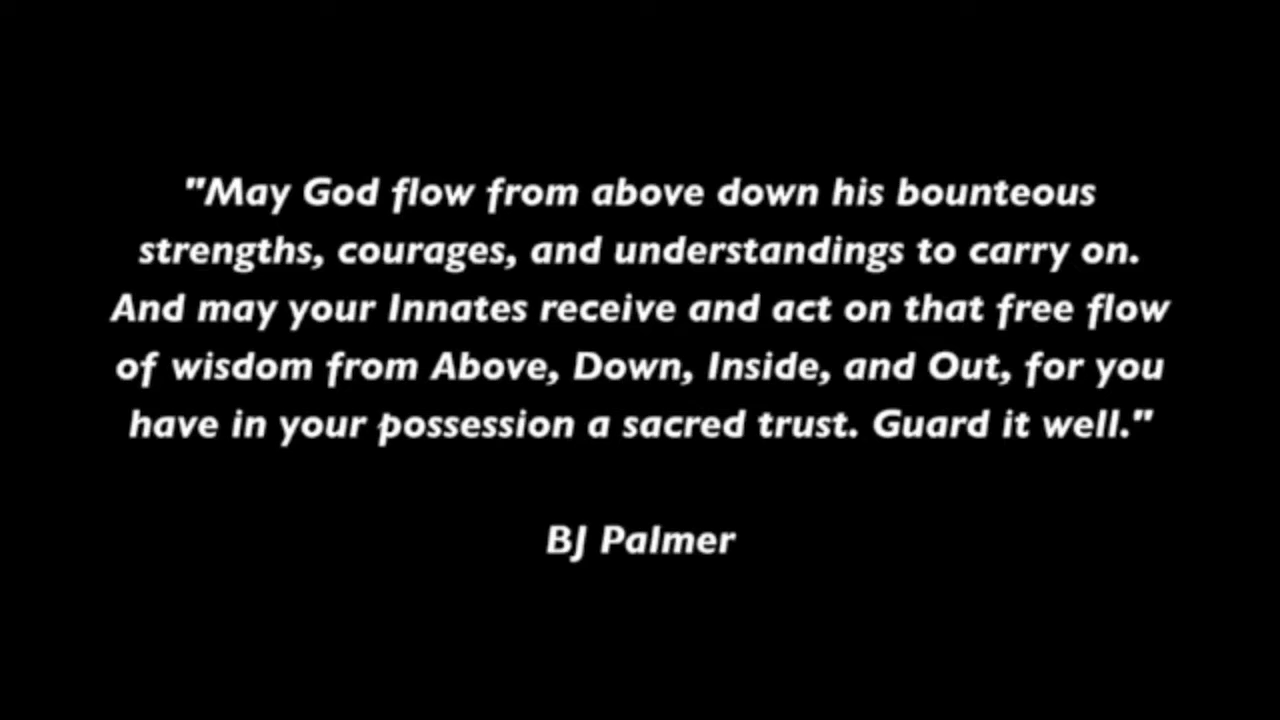 "May God flow from above down his bounteous
strengths, courages, and understandings to carry on.
And may your Innates receive and act on that free flow
of wisdom from Above, Down, Inside, and Out, for you
have in your possession a sacred trust. Guard it well."
BJ Palmer